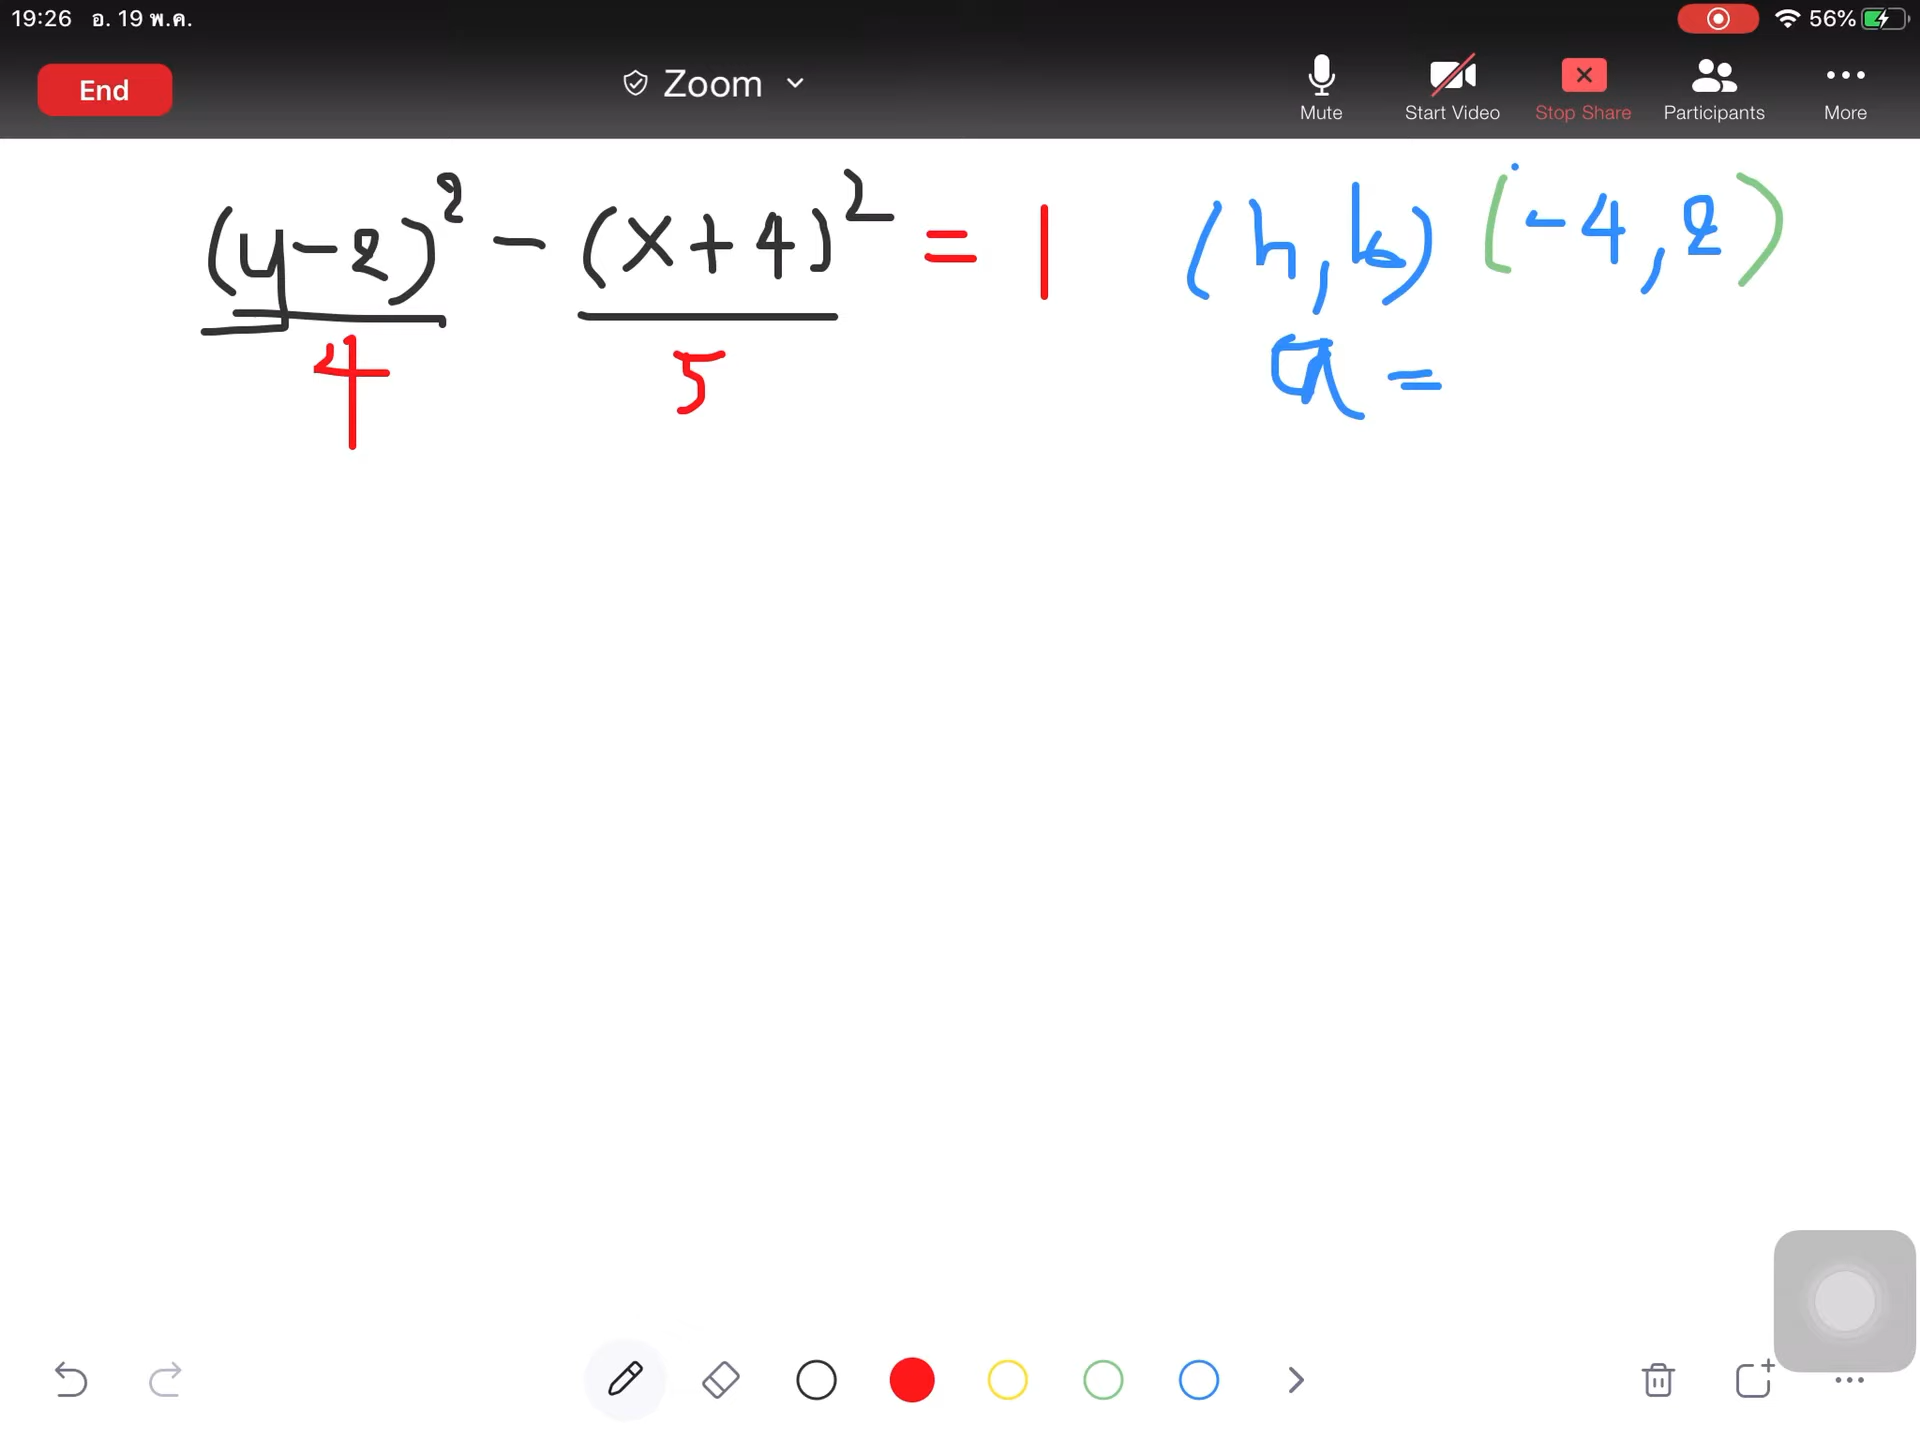 19:26 อ. 19 พ.ค. 56%
End Zoom Mute Start Video Stop Share Participants More
(y-2)² - (x+4)² = 1 (h,k) (-4,2)
4 5 a =